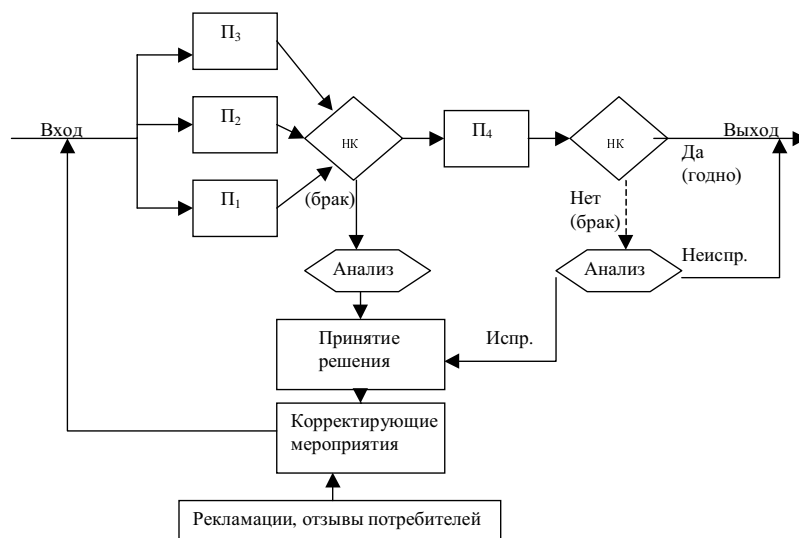 П₃
Вход
П₂
НК
П₄
НК
Выход
Да
(годно)
П₁
(брак)
Нет
(брак)
Анализ
Анализ
Неиспр.
Принятие
решения
Испр.
Корректирующие
мероприятия
Рекламации, отзывы потребителей